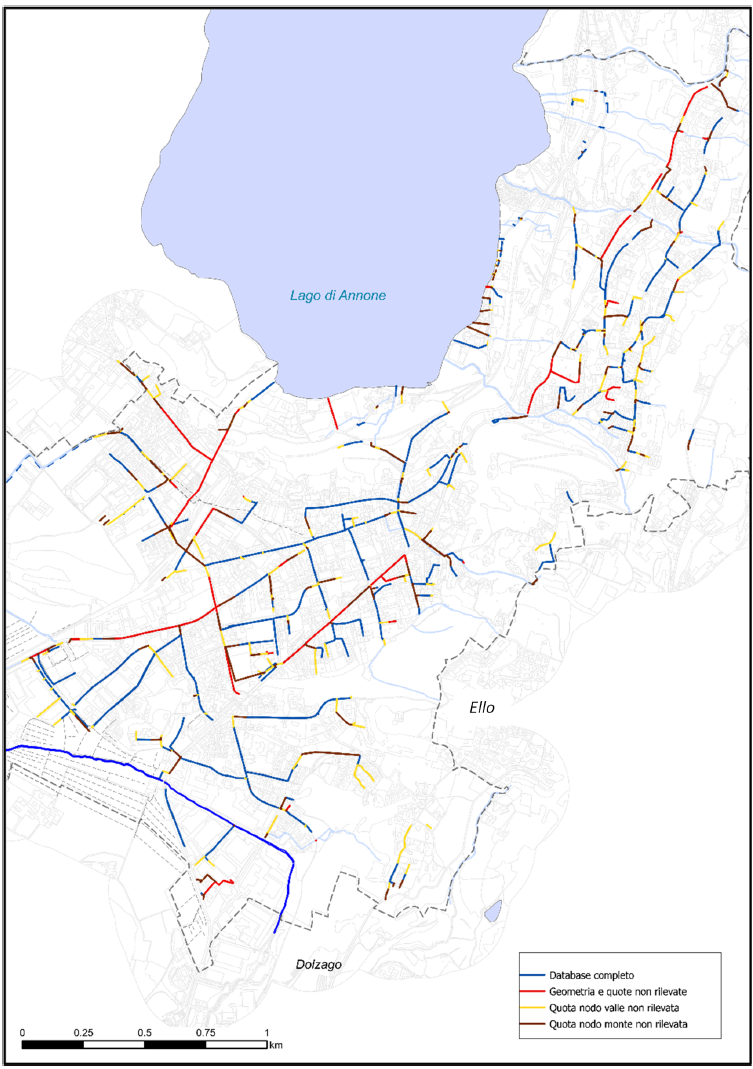 Lago di Annone
Ello
Dolzago
Database completo
Geometria e quote non rilevate
Quota nodo valle non rilevata
Quota nodo monte non rilevata
0 0.25 0.5 0.75 1
km